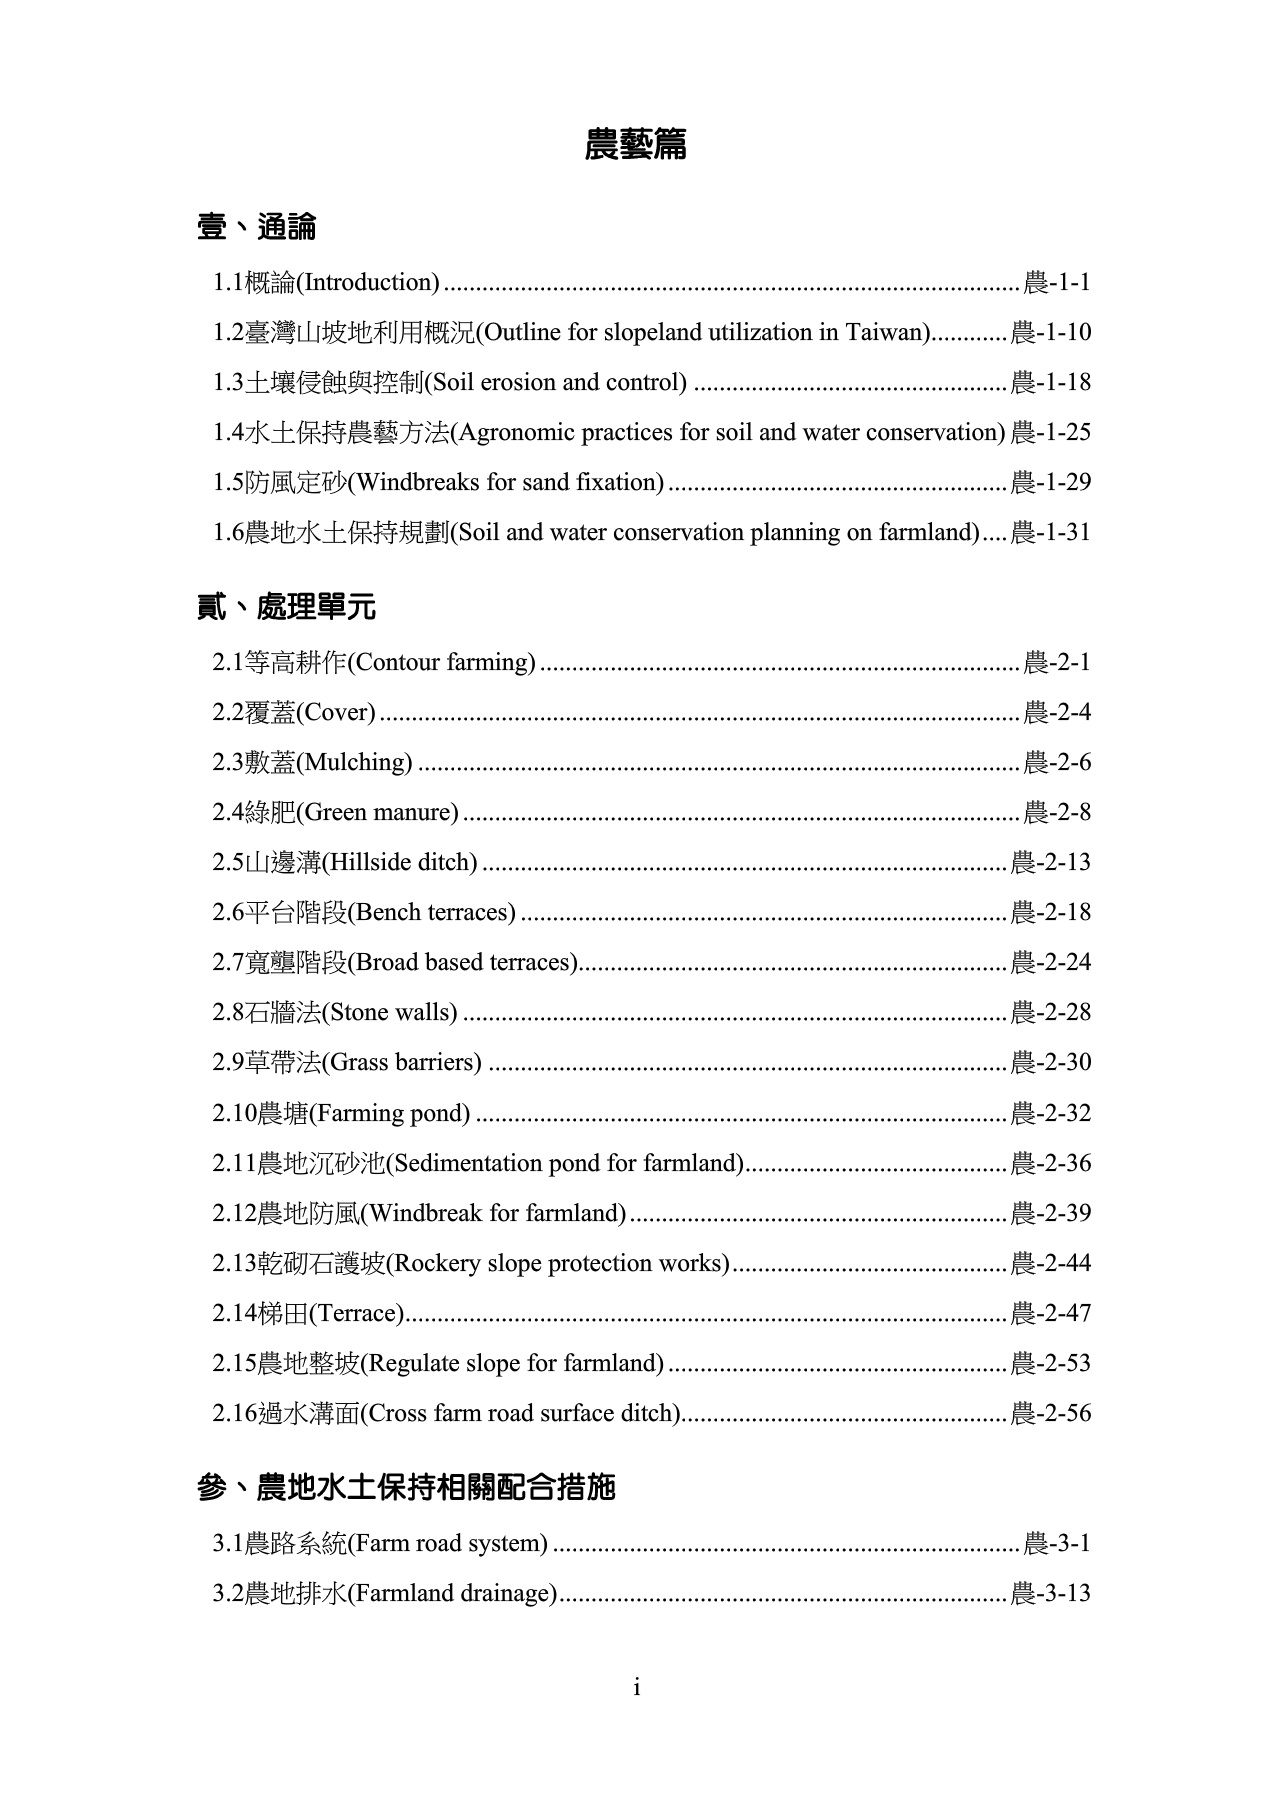 農藝篇
壹、通論
1.1概論(Introduction)..........................................................................................農-1-1
1.2臺灣山坡地利用概況(Outline for slopeland utilization in Taiwan)............農-1-10
1.3土壤侵蝕與控制(Soil erosion and control) .................................................農-1-18
1.4水土保持農藝方法(Agronomic practices for soil and water conservation) 農-1-25
1.5防風定砂(Windbreaks for sand fixation).....................................................農-1-29
1.6農地水土保持規劃(Soil and water conservation planning on farmland)....農-1-31
貳、處理單元
2.1等高耕作(Contour farming)...........................................................................農-2-1
2.2覆蓋(Cover)....................................................................................................農-2-4
2.3敷蓋(Mulching) ..............................................................................................農-2-6
2.4綠肥(Green manure).......................................................................................農-2-8
2.5山邊溝(Hillside ditch)..................................................................................農-2-13
2.6平台階段(Bench terraces)............................................................................農-2-18
2.7寬壟階段(Broad based terraces)...................................................................農-2-24
2.8石牆法(Stone walls) .....................................................................................農-2-28
2.9草帶法(Grass barriers) .................................................................................農-2-30
2.10農塘(Farming pond) ...................................................................................農-2-32
2.11農地沉砂池(Sedimentation pond for farmland).........................................農-2-36
2.12農地防風(Windbreak for farmland)...........................................................農-2-39
2.13乾砌石護坡(Rockery slope protection works)...........................................農-2-44
2.14梯田(Terrace)..............................................................................................農-2-47
2.15農地整坡(Regulate slope for farmland).....................................................農-2-53
2.16過水溝面(Cross farm road surface ditch)...................................................農-2-56
參、農地水土保持相關配合措施
3.1農路系統(Farm road system).........................................................................農-3-1
3.2農地排水(Farmland drainage)......................................................................農-3-13
i